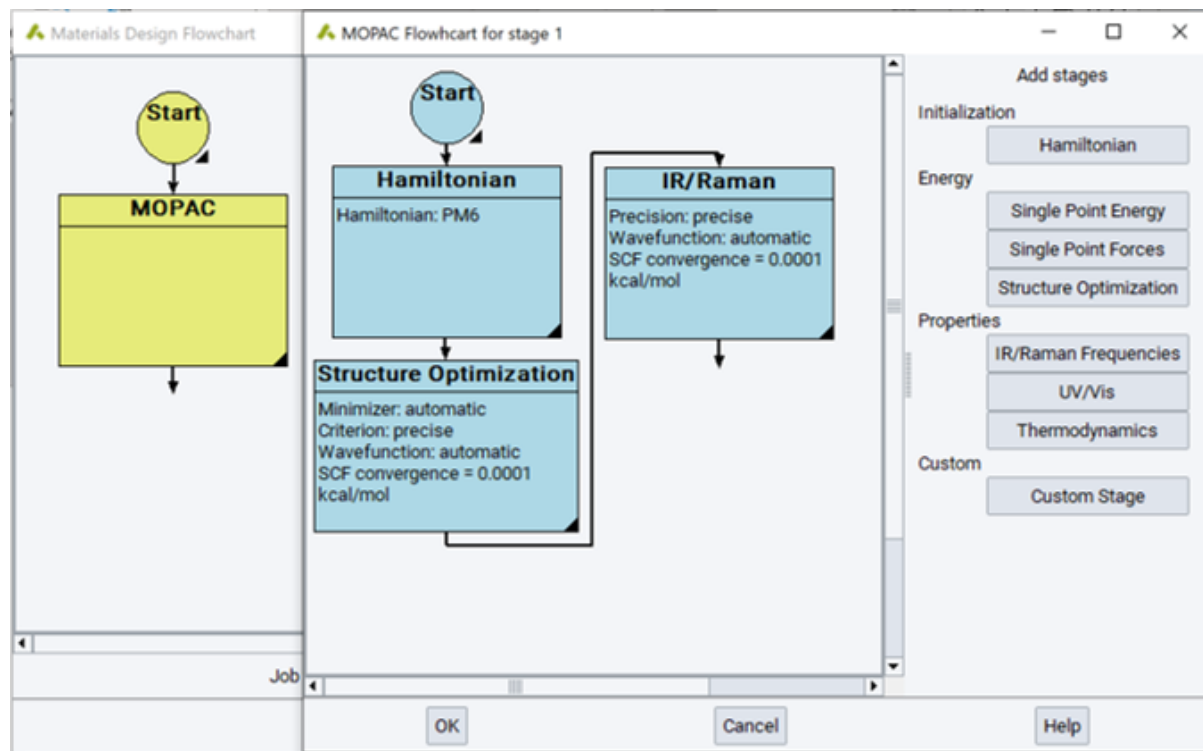 Materials Design Flowchart
Start
MOPAC
Job
MOPAC Flowhcart for stage 1
Start
Hamiltonian
Hamiltonian: PM6
Structure Optimization
Minimizer: automatic
Criterion: precise
Wavefunction: automatic
SCF convergence = 0.0001
kcal/mol
IR/Raman
Precision: precise
Wavefunction: automatic
SCF convergence = 0.0001
kcal/mol
Add stages
Initialization
Hamiltonian
Energy
Single Point Energy
Single Point Forces
Structure Optimization
Properties
IR/Raman Frequencies
UV/Vis
Thermodynamics
Custom
Custom Stage
OK
Cancel
Help